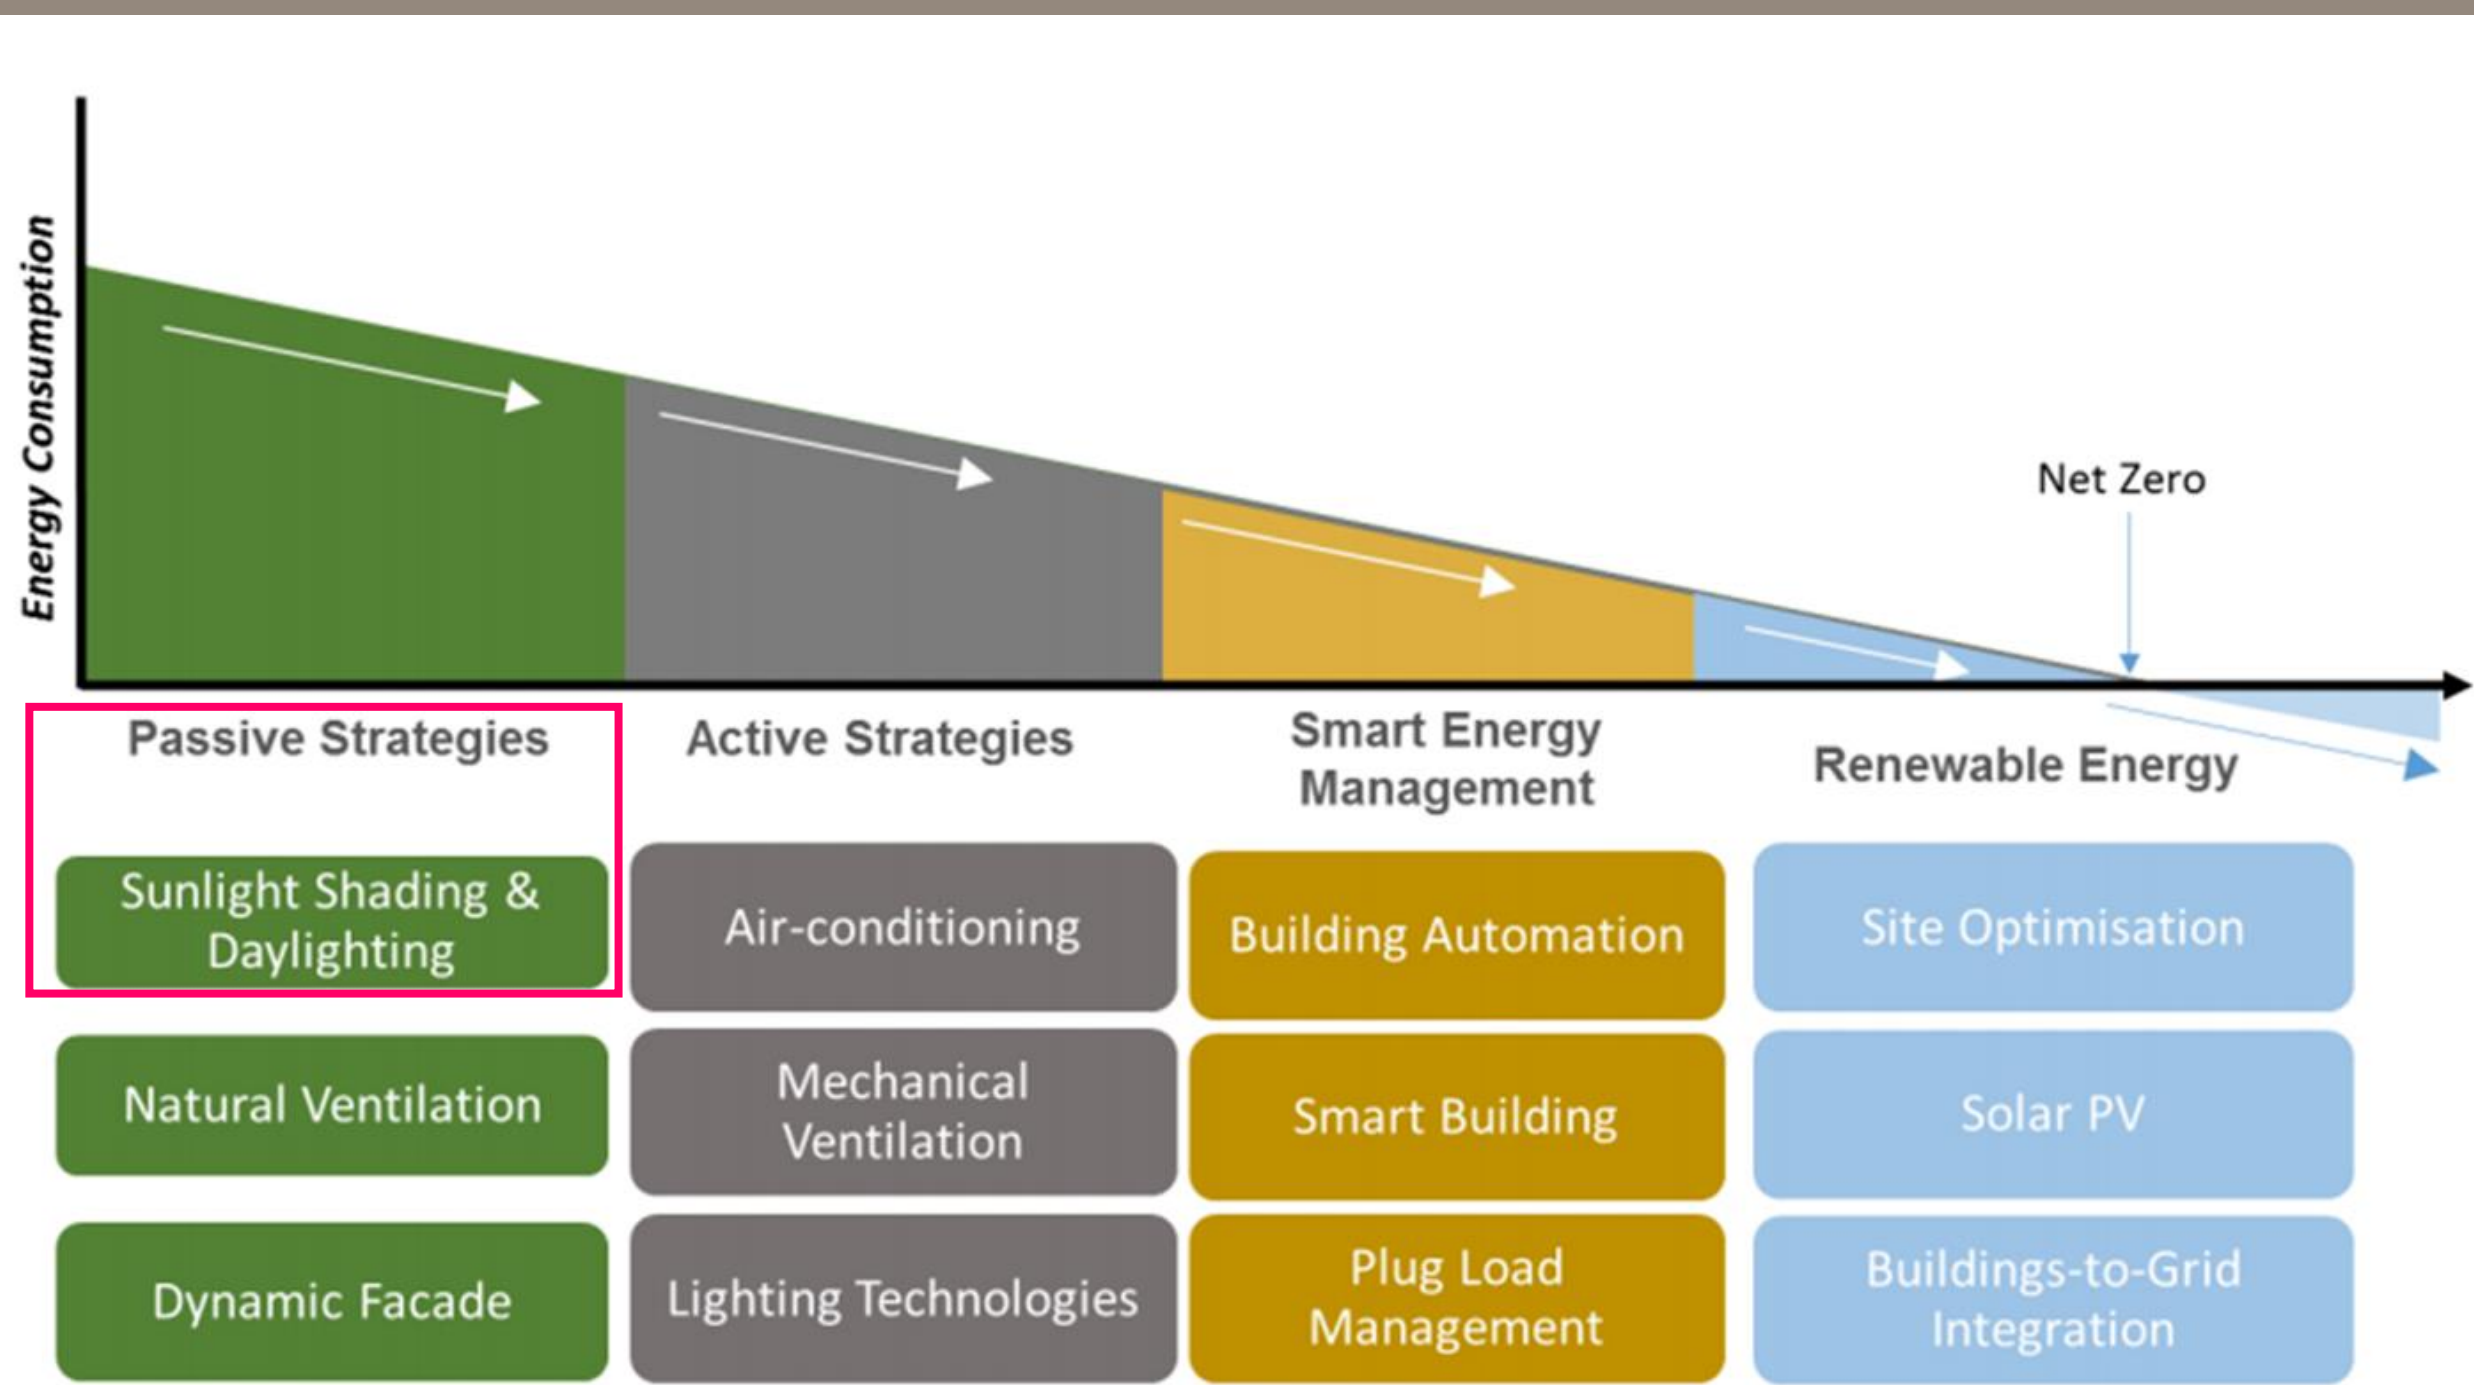 Energy Consumption
Net Zero
Passive Strategies
Active Strategies
Smart Energy
Management
Renewable Energy
Sunlight Shading &
Daylighting
Air-conditioning
Building Automation
Site Optimisation
Natural Ventilation
Mechanical
Ventilation
Smart Building
Solar PV
Dynamic Facade
Lighting Technologies
Plug Load
Management
Buildings-to-Grid
Integration